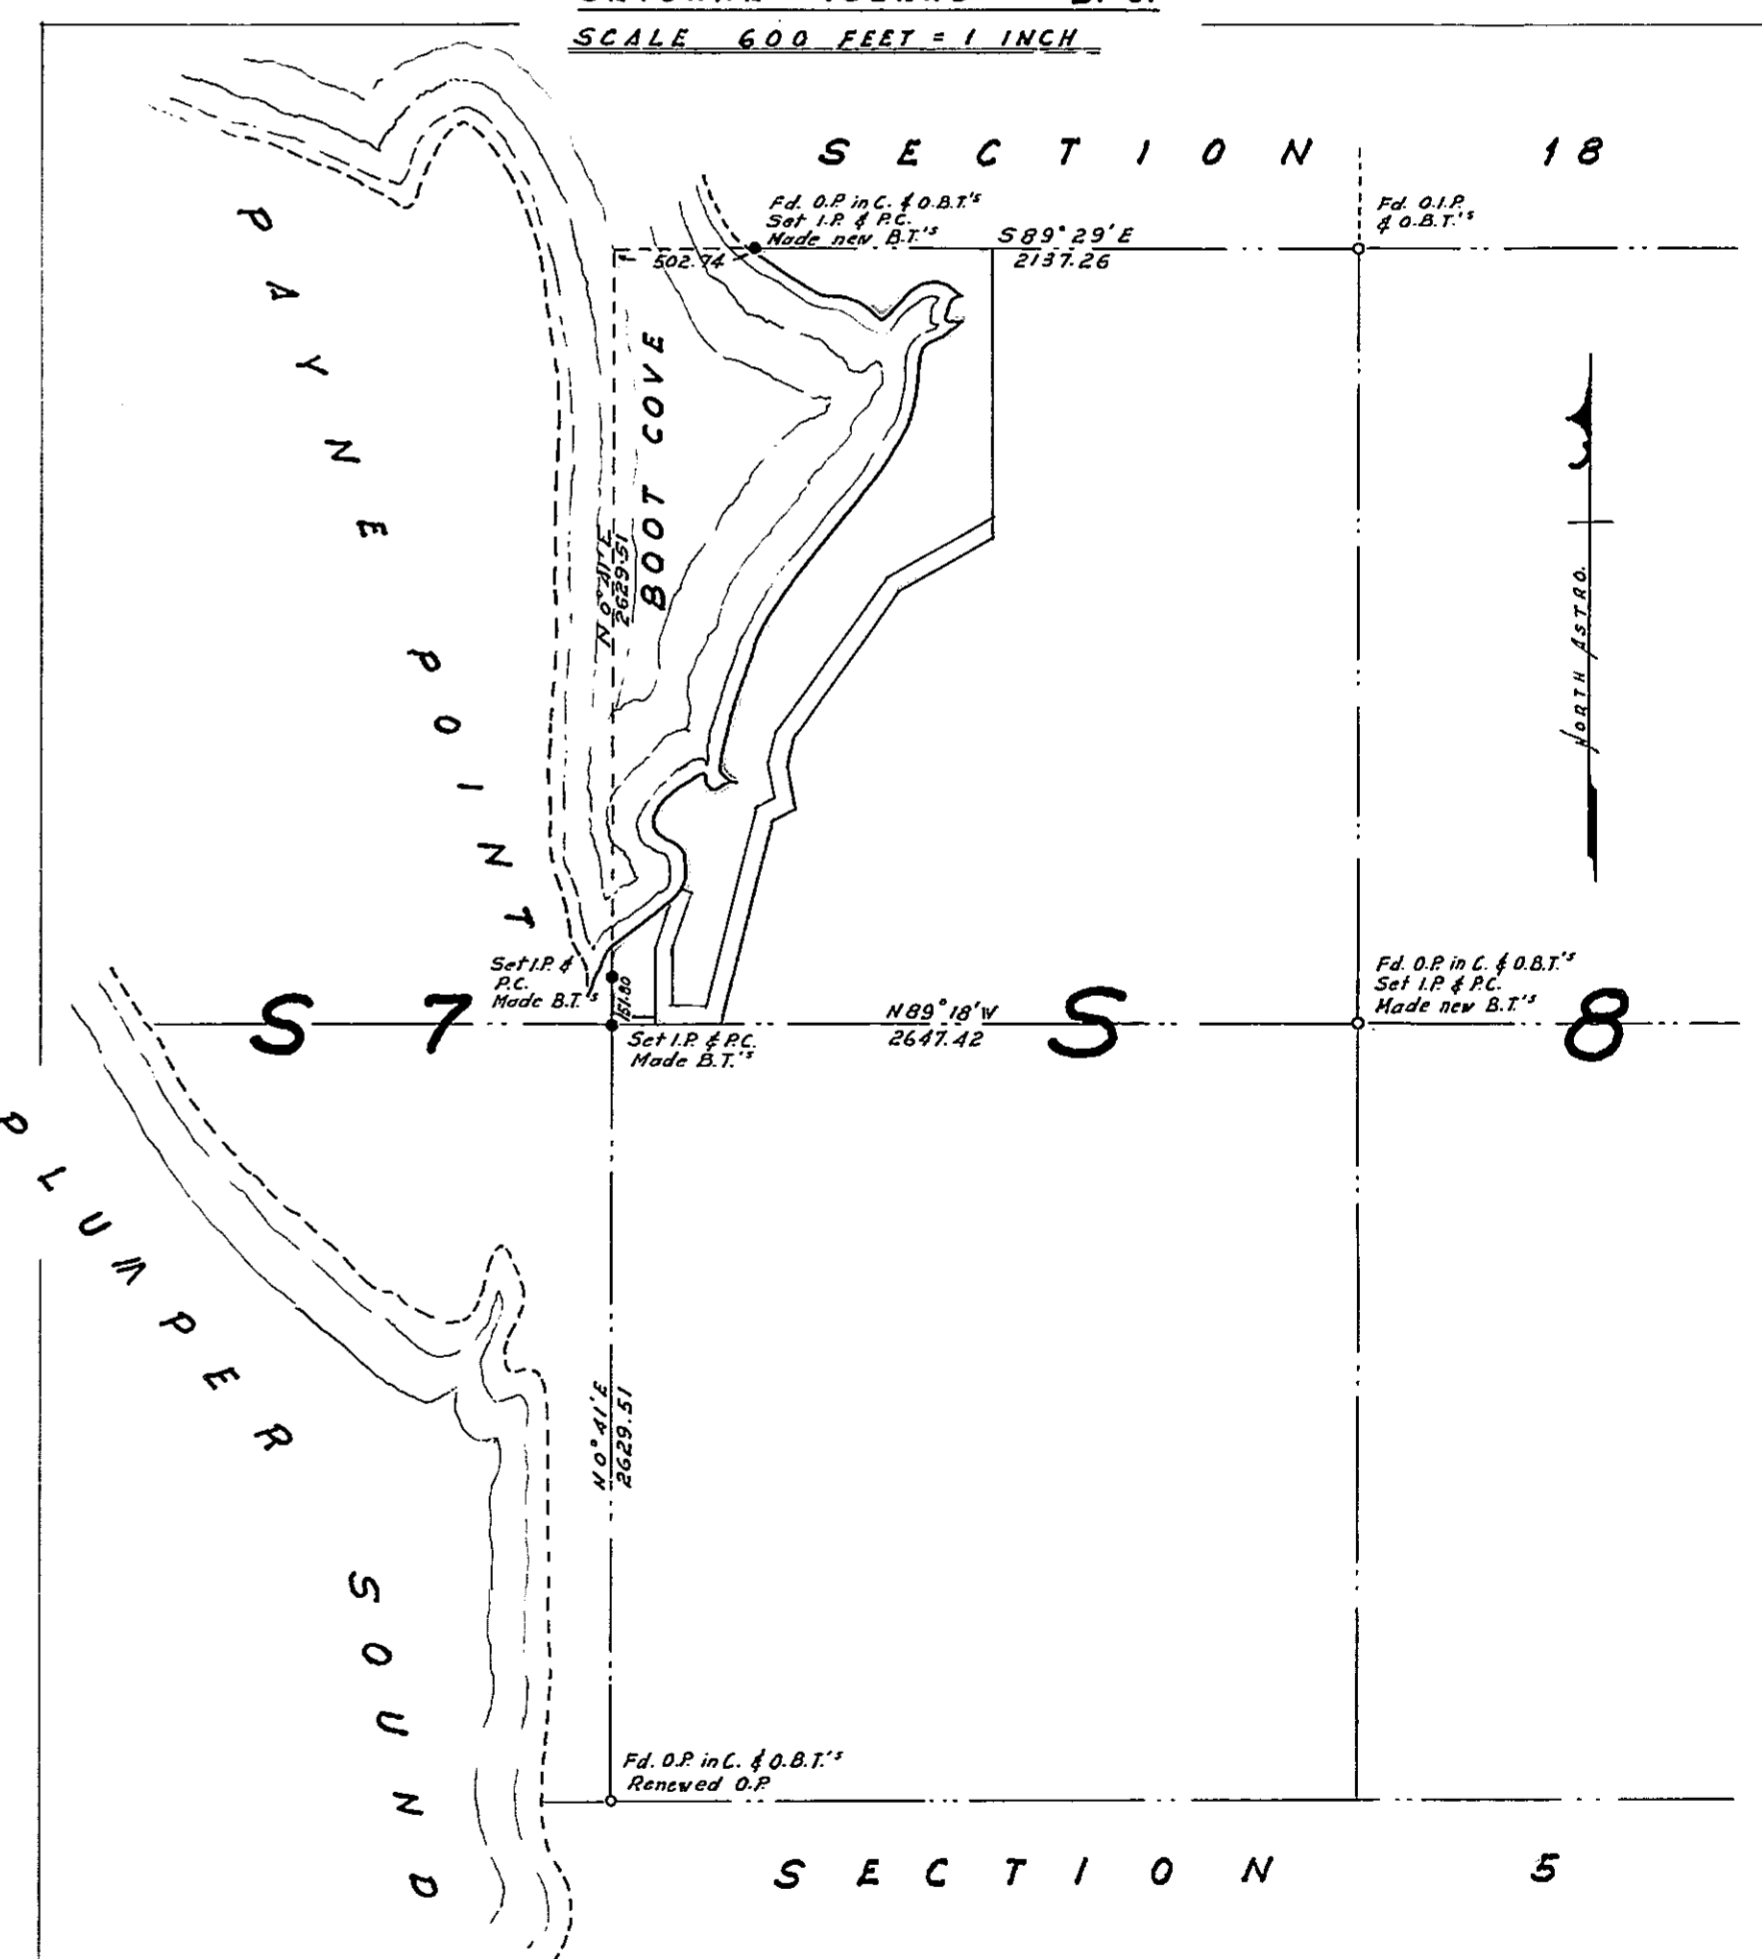 SCALE 600 FEET = 1 INCH
SECTION 18
Fd. O.P. in C. & O.B.T.'s
Set I.P. & P.C.
Made new B.T.'s
Fd. O.I.P.
& O.B.T.'s
S 89° 29' E
2137.26
502.74
PAYNE POINT
BOOT COVE
N 0° 41' E
2629.51
NORTH ASTRO.
Set I.P. &
P.C.
Made B.T.'s
151.80
Fd. O.P. in C. & O.B.T.'s
Set I.P. & P.C.
Made new B.T.'s
S 7
N 89° 18' W
2647.42
S 8
Set I.P. & P.C.
Made B.T.'s
PLUMPER SOUND
N 0° 41' E
2629.51
Fd. O.P. in C. & O.B.T.'s
Renewed O.P.
SECTION 5